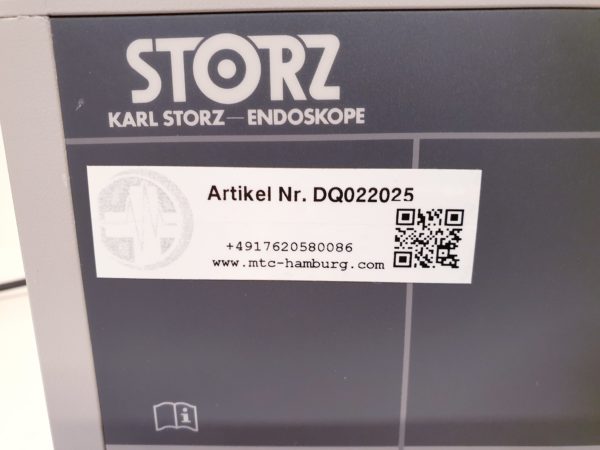 STORZ
KARL STORZ—ENDOSKOPE
Artikel Nr. DQ022025
+4917620580086
www.mtc-hamburg.com
i